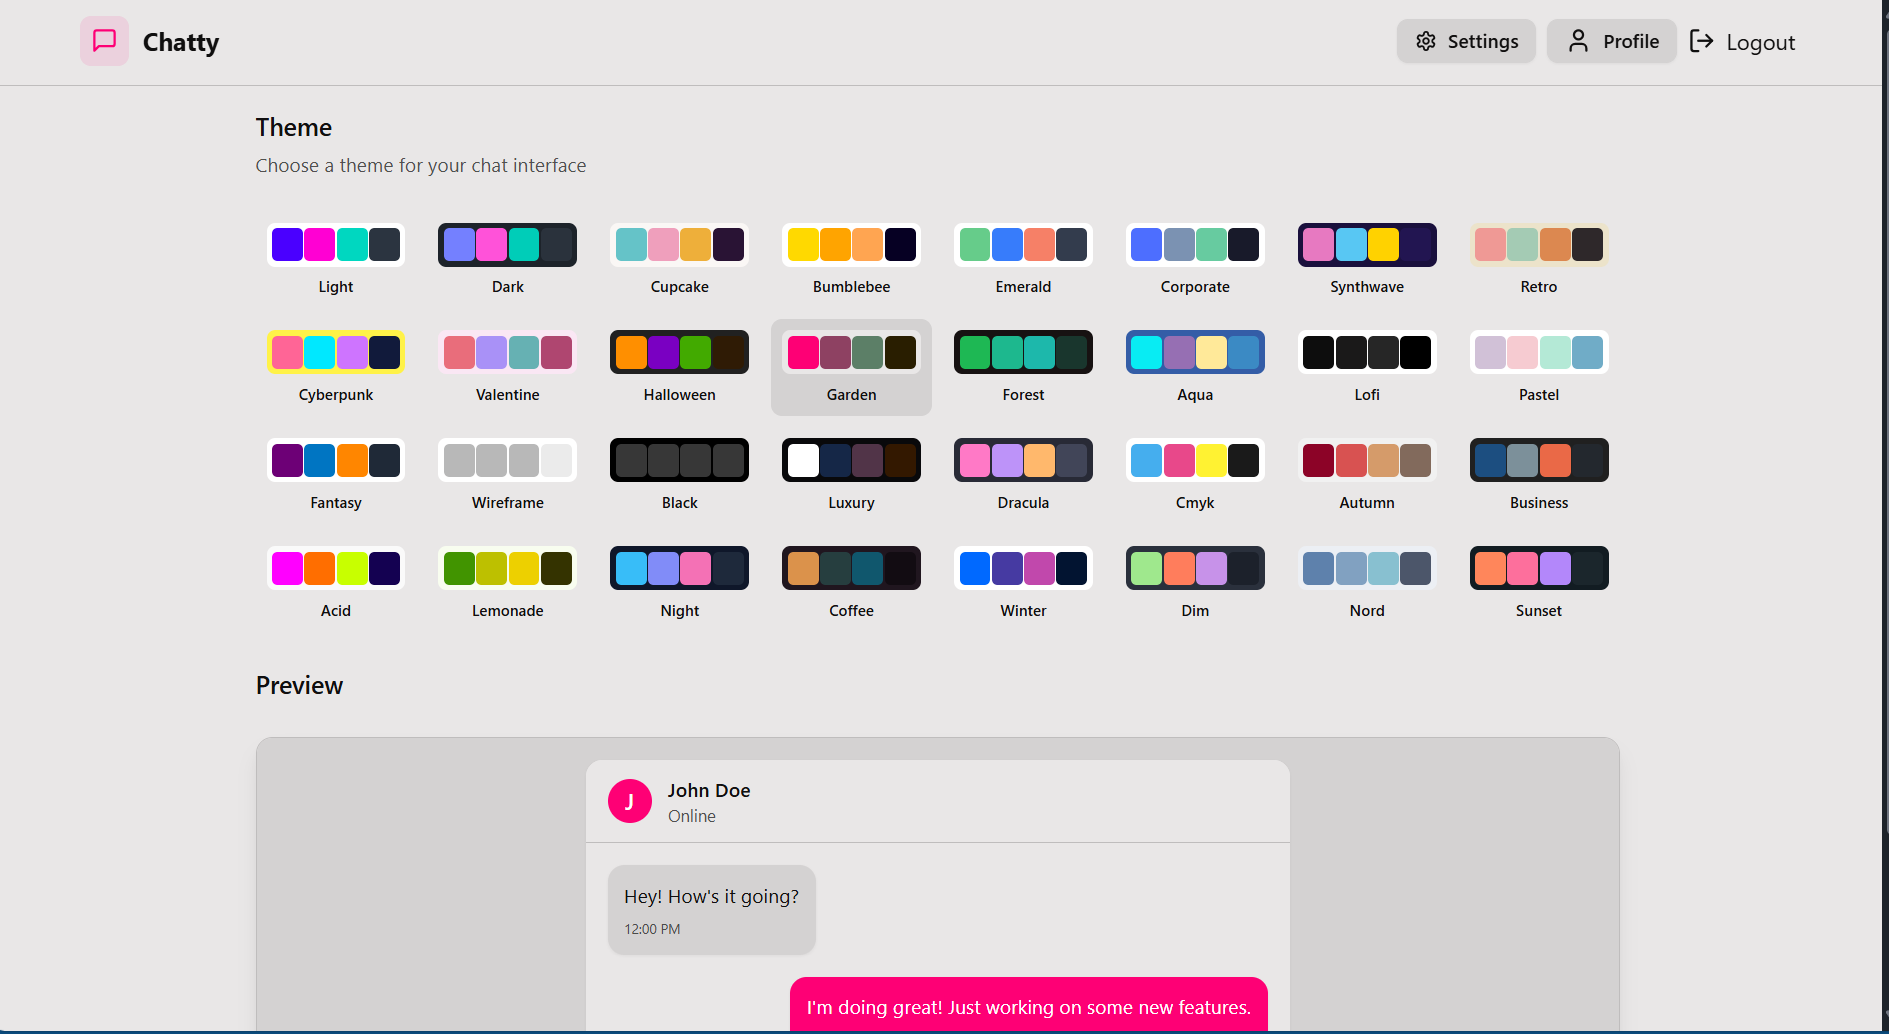 Chatty
Settings
Profile
Logout
Theme
Choose a theme for your chat interface
Light
Dark
Cupcake
Bumblebee
Emerald
Corporate
Synthwave
Retro
Cyberpunk
Valentine
Halloween
Garden
Forest
Aqua
Lofi
Pastel
Fantasy
Wireframe
Black
Luxury
Dracula
Cmyk
Autumn
Business
Acid
Lemonade
Night
Coffee
Winter
Dim
Nord
Sunset
Preview
J
John Doe
Online
Hey! How's it going?
12:00 PM
I'm doing great! Just working on some new features.